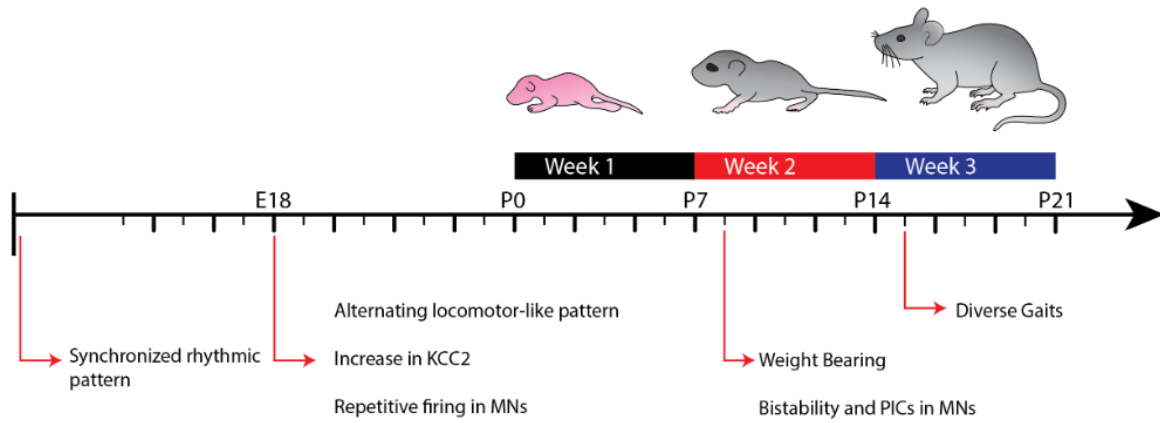 Week 1
Week 2
Week 3
E18
P0
P7
P14
P21
Alternating locomotor-like pattern
Diverse Gaits
Synchronized rhythmic
pattern
Increase in KCC2
Weight Bearing
Repetitive firing in MNs
Bistability and PICs in MNs